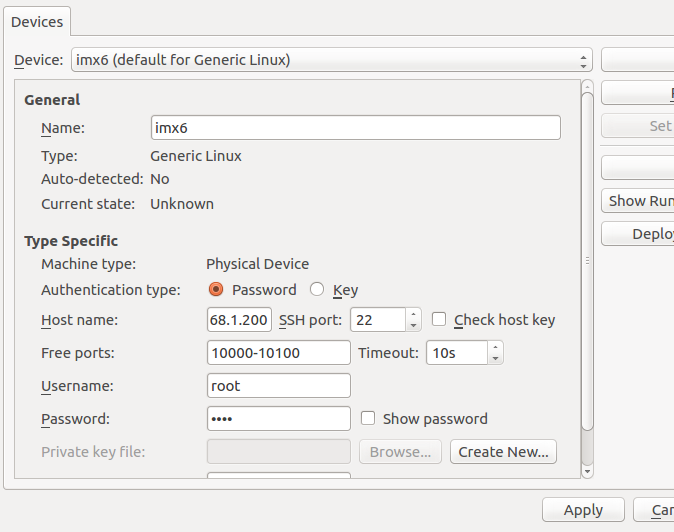 Devices
Device: imx6 (default for Generic Linux)
General
Name: imx6
Set
Type: Generic Linux
Auto-detected: No
Show Run
Current state: Unknown
Deploy
Type Specific
Machine type: Physical Device
Authentication type: Password Key
Host name: 68.1.200 SSH port: 22 Check host key
Free ports: 10000-10100 Timeout: 10s
Username: root
Password: •••• Show password
Private key file: Browse... Create New...
Apply